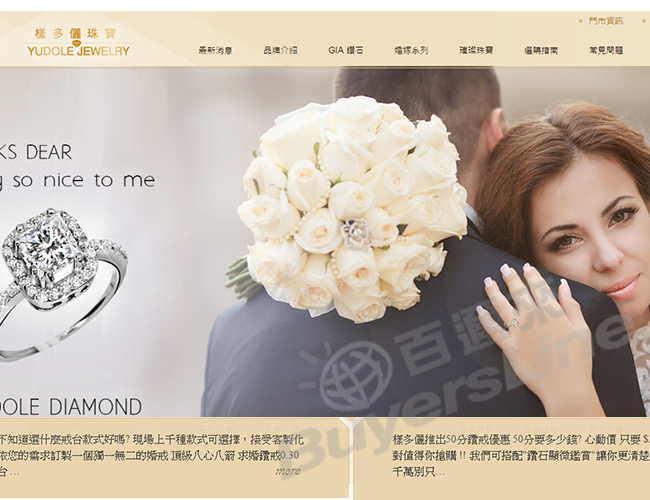 門市資訊
樣多儷珠寶
YUDOLE JEWELRY
最新消息 品牌介紹 GIA 鑽石 婚嫁系列 璀璨珠寶 選購指南 常見問題
KS DEAR
so nice to me
DOLE DIAMOND
百運網
BuyersLine
不知道選什麼戒台款式好嗎? 現場上千種款式可選擇，接受客製化
依您的需求訂製一個獨一無二的婚戒 頂級八心八箭 求婚鑽戒0.30
台 ...
more
樣多儷推出50分鑽戒優惠 50分要多少錢? 心動價 只要
對值得你搶購 !! 我們可搭配"鑽石顯微鑑賞"讓你更清楚
千萬別只...